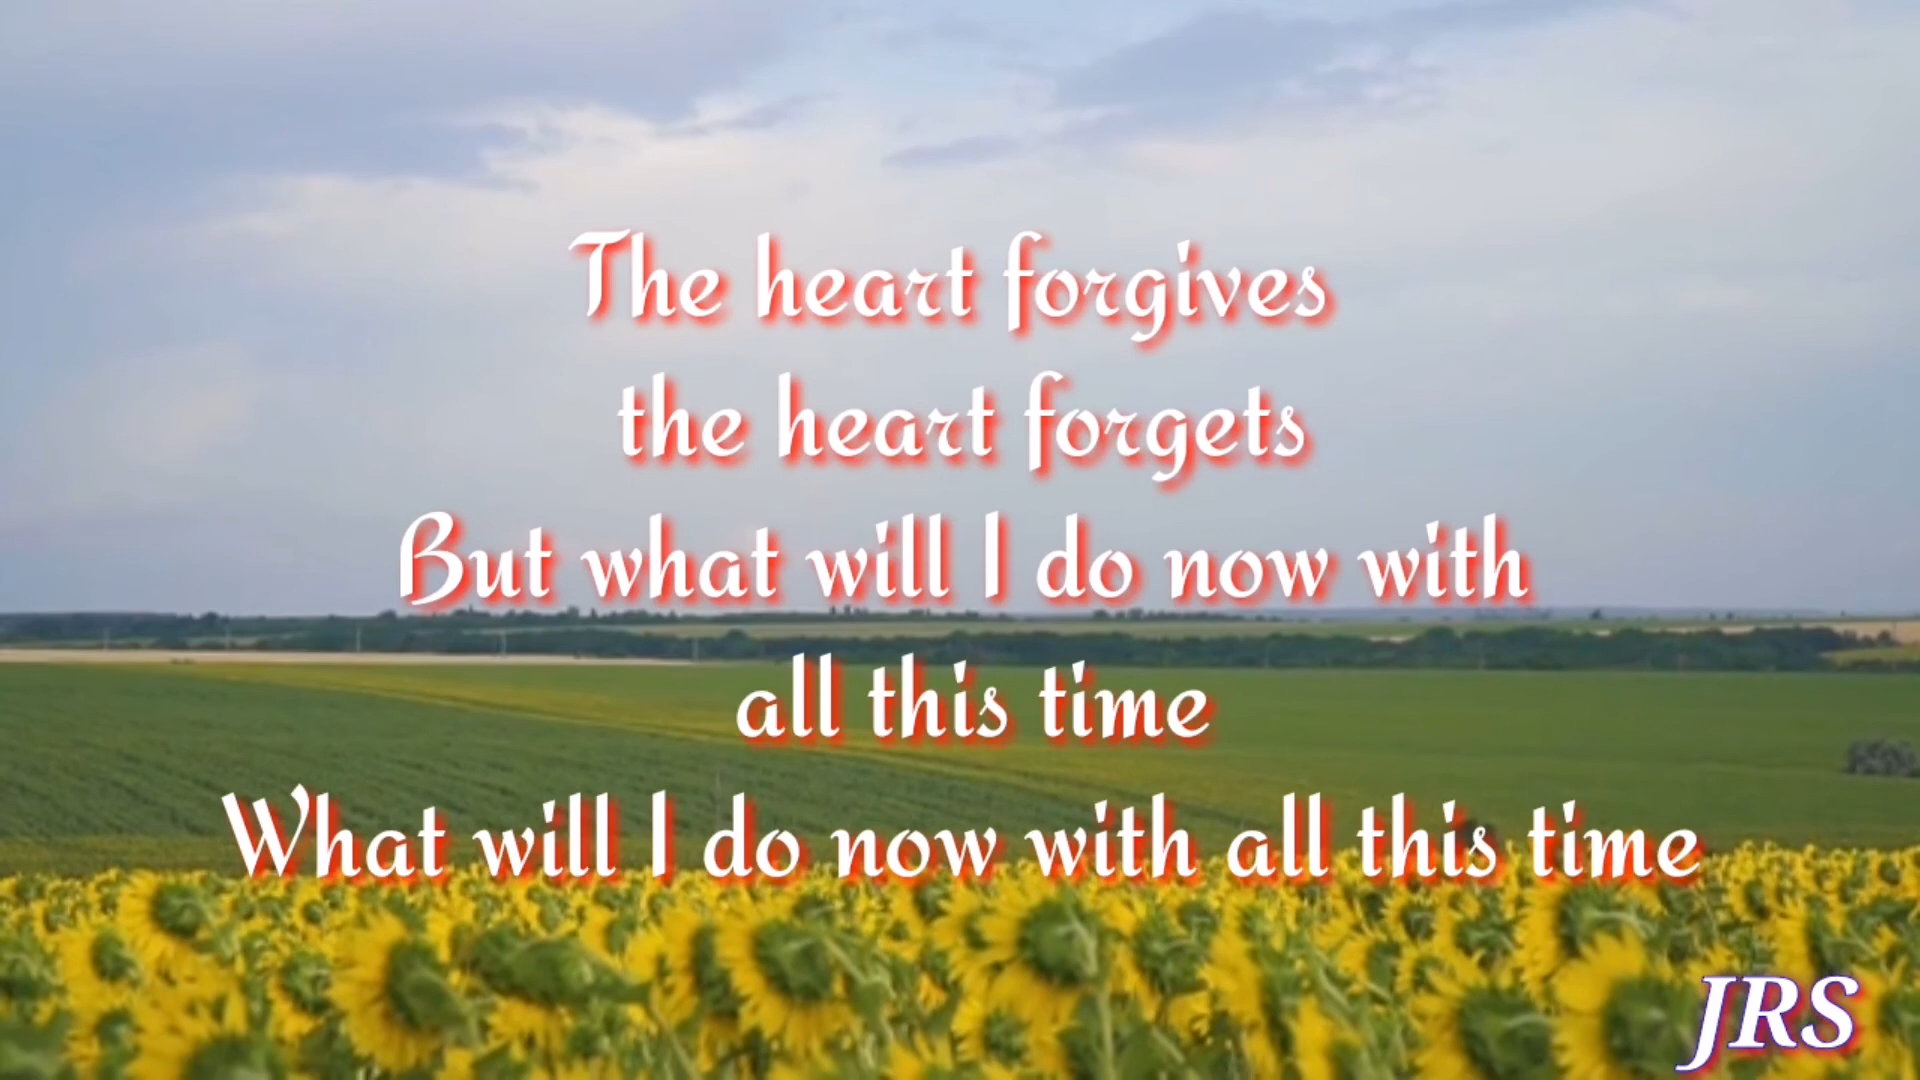 The heart forgives
the heart forgets
But what will I do now with
all this time
What will I do now with all this time
JRS